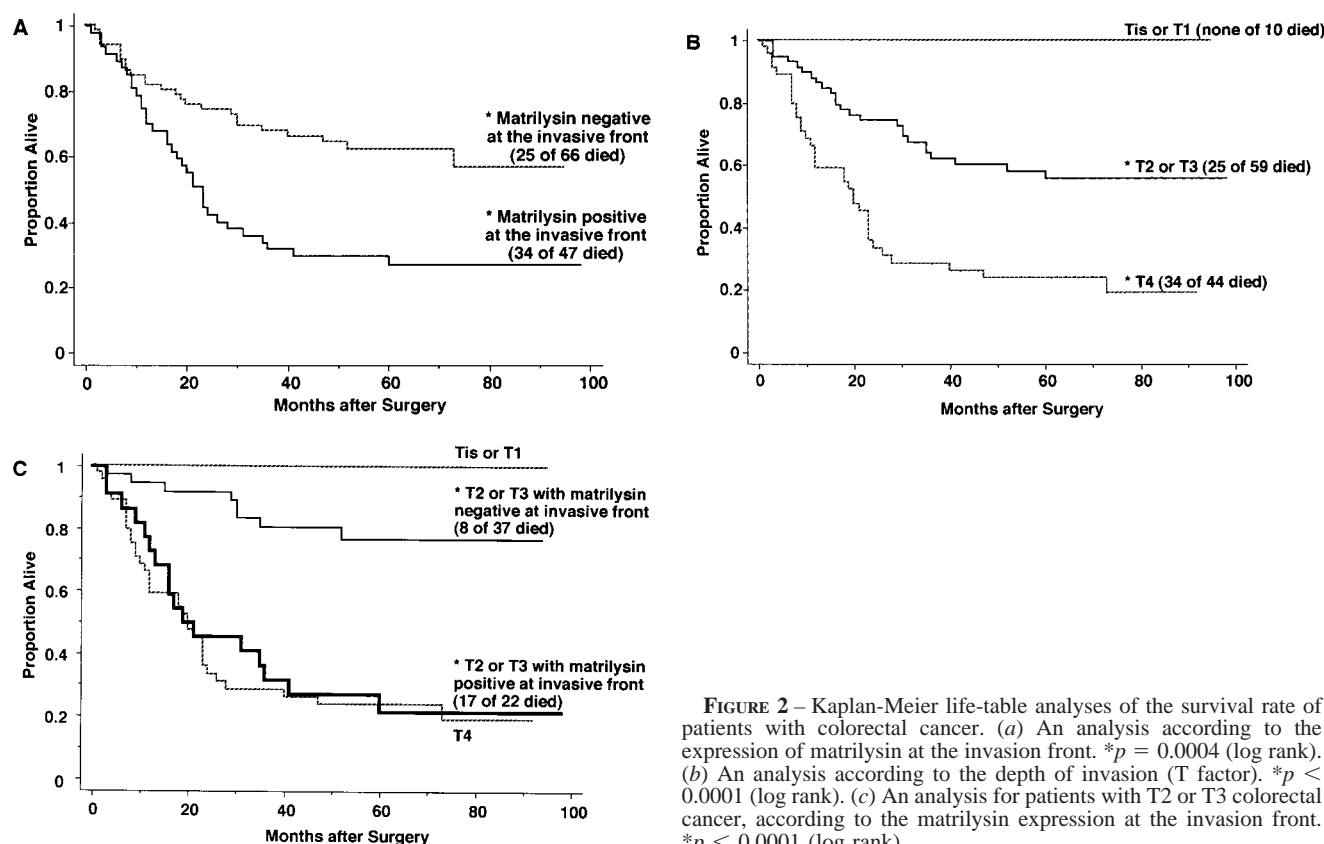 A
1
0.8
0.6
0.4
0.2
0
Proportion Alive
* Matrilysin negative
at the invasive front
(25 of 66 died)
* Matrilysin positive
at the invasive front
(34 of 47 died)
0 20 40 60 80 100
Months after Surgery
B
1
0.8
0.6
0.4
0.2
0
Proportion Alive
Tis or T1 (none of 10 died)
* T2 or T3 (25 of 59 died)
* T4 (34 of 44 died)
0 20 40 60 80 100
Months after Surgery
C
1
0.8
0.6
0.4
0.2
0
Proportion Alive
Tis or T1
* T2 or T3 with matrilysin
negative at invasive front
(8 of 37 died)
* T2 or T3 with matrilysin
positive at invasive front
(17 of 22 died)
T4
0 20 40 60 80 100
Months after Surgery
FIGURE 2 – Kaplan-Meier life-table analyses of the survival rate of
patients with colorectal cancer. (a) An analysis according to the
expression of matrilysin at the invasion front. *p = 0.0004 (log rank).
(b) An analysis according to the depth of invasion (T factor). *p <
0.0001 (log rank). (c) An analysis for patients with T2 or T3 colorectal
cancer, according to the matrilysin expression at the invasion front.
*p < 0.0001 (log rank).